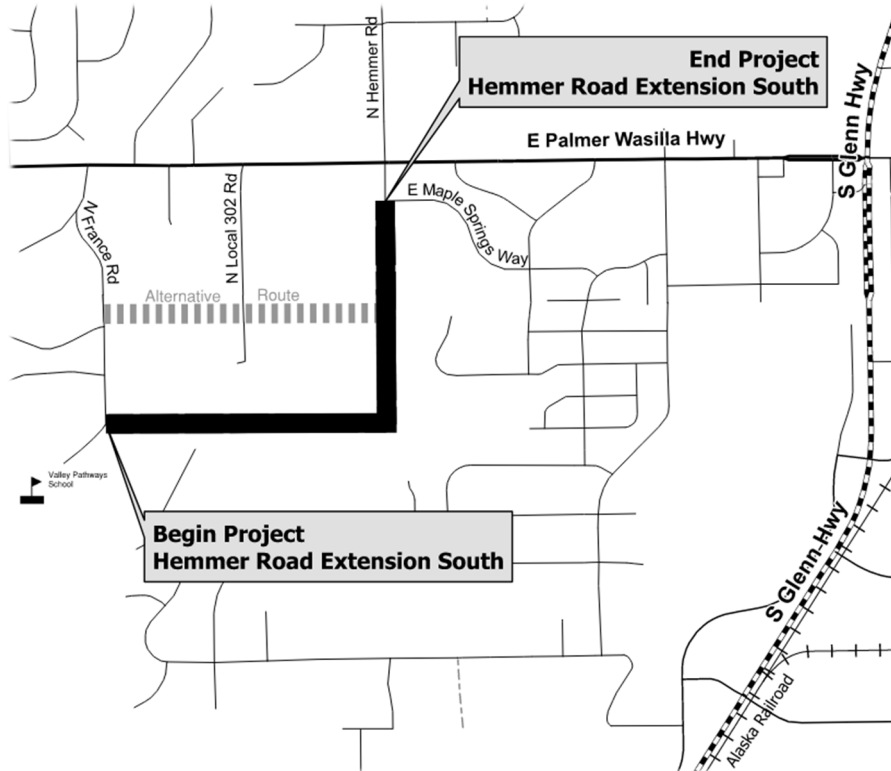 N Hemmer Rd
End Project
Hemmer Road Extension South
S Glenn Hwy
E Palmer Wasilla Hwy
N France Rd
N Local 302 Rd
E Maple Springs Way
Alternative Route
Valley Pathways
School
Begin Project
Hemmer Road Extension South
S Glenn Hwy
Alaska Railroad